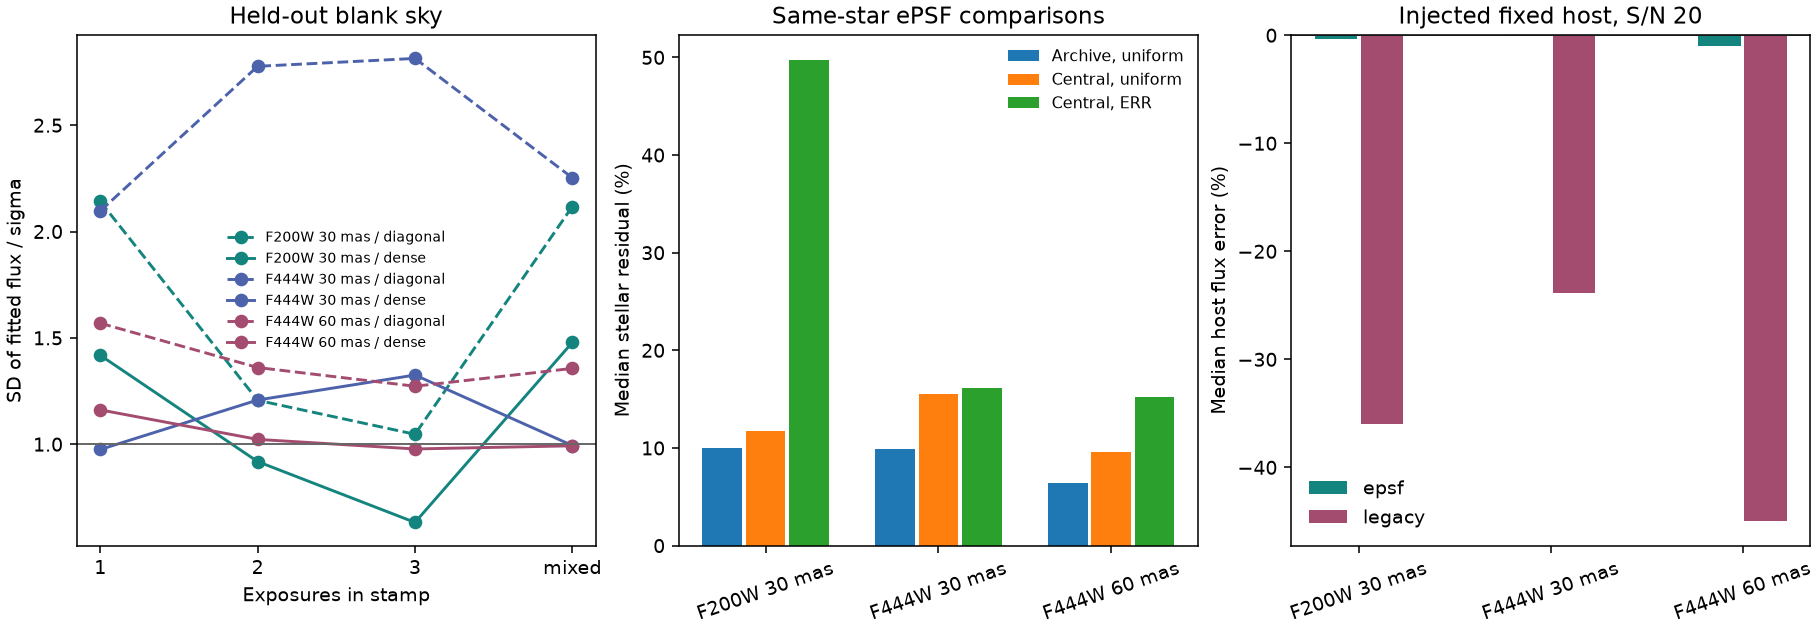 Held-out blank sky
SD of fitted flux / sigma
2.5
2.0
1.5
1.0
F200W 30 mas / diagonal
F200W 30 mas / dense
F444W 30 mas / diagonal
F444W 30 mas / dense
F444W 60 mas / diagonal
F444W 60 mas / dense
1
2
3
mixed
Exposures in stamp
Same-star ePSF comparisons
Median stellar residual (%)
50
40
30
20
10
0
Archive, uniform
Central, uniform
Central, ERR
F200W 30 mas
F444W 30 mas
F444W 60 mas
Injected fixed host, S/N 20
Median host flux error (%)
0
−10
−20
−30
−40
epsf
legacy
F200W 30 mas
F444W 30 mas
F444W 60 mas